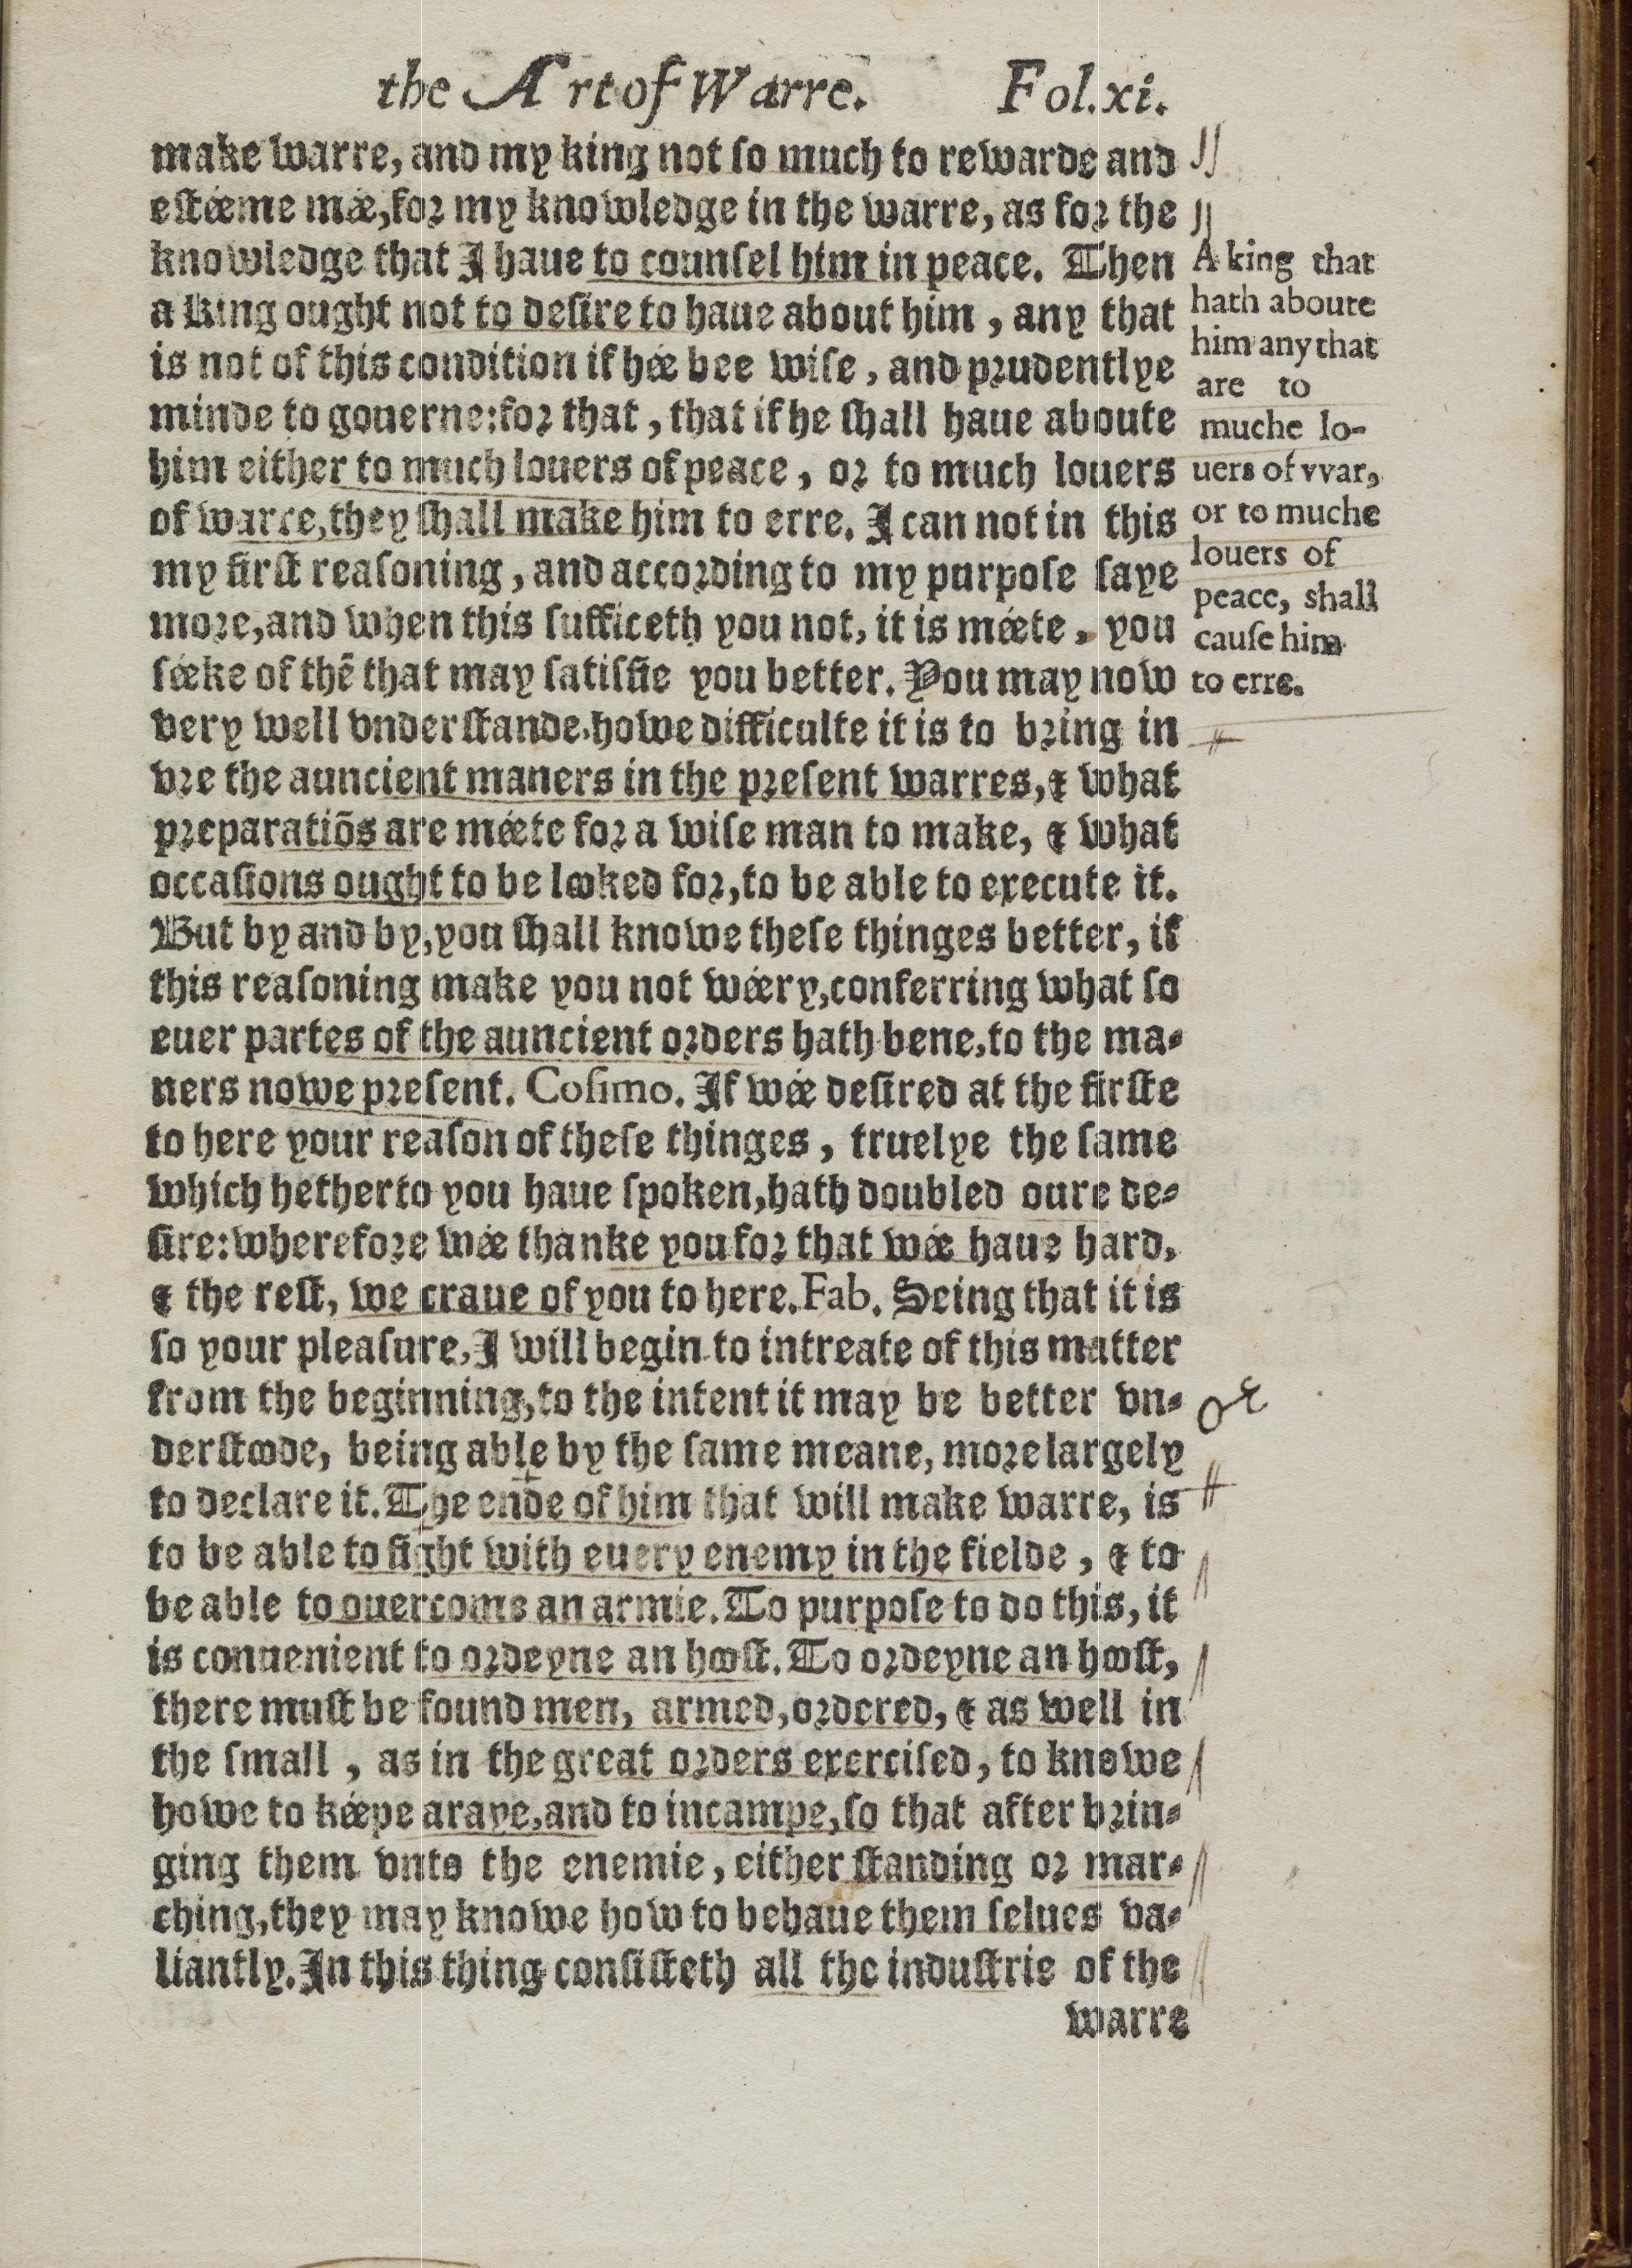 the Art of Warre. Fol.xi.
make warre, and my king not ſo much to rewarde and
eſtéeme mée, for my knowledge in the warre, as for the
knowledge that I haue to counſel him in peace. Then
a king ought not to deſire to haue about him, any that
is not of this condition if hée bee wiſe, and prudentlye
minde to gouerne: for that, that if he ſhall haue aboute
him either to much louers of peace, or to much louers
of warre, they ſhall make him to erre. I can not in this
my firſt reaſoning, and according to my purpoſe ſaye
more, and when this ſufficeth you not, it is méete, you
ſéeke of thē that may ſatiſfie you better. You may now
very well vnderſtande, howe difficulte it is to bring in
vre the auncient maners in the preſent warres, & what
preparatiōs are méete for a wiſe man to make, & what
occaſions ought to be looked for, to be able to execute it.
But by and by, you ſhall knowe theſe thinges better, if
this reaſoning make you not wéery, conferring what ſo
euer partes of the auncient orders hath bene, to the ma-
ners nowe preſent. Coſimo. If wée deſired at the firſte
to here your reaſon of theſe thinges, truelye the ſame
which hetherto you haue ſpoken, hath doubled oure de-
ſire: wherefore wée thanke you for that wée haue hard,
& the reſt, we craue of you to here. Fab. Seing that it is
ſo your pleaſure, I will begin to intreate of this matter
from the beginning, to the intent it may be better vn-
derſtoode, being able by the ſame meane, more largely
to declare it. The ende of him that will make warre, is
to be able to fight with euery enemy in the fielde, & to
be able to ouercome an armie. To purpoſe to do this, it
is conuenient to ordeyne an hooſt. To ordeyne an hooſt,
there muſt be found men, armed, ordered, & as well in
the ſmall, as in the great orders exerciſed, to knowe
howe to kéepe araye, and to incampe, ſo that after brin-
ging them vnto the enemie, either ſtanding or mar-
ching, they may knowe how to behaue them ſelues va-
liantly. In this thing conſiſteth all the induſtrie of the
warre
A king that
hath aboute
him any that
are to
muche lo-
uers of vvar,
or to muche
louers of
peace, shall
cauſe him
to erre.